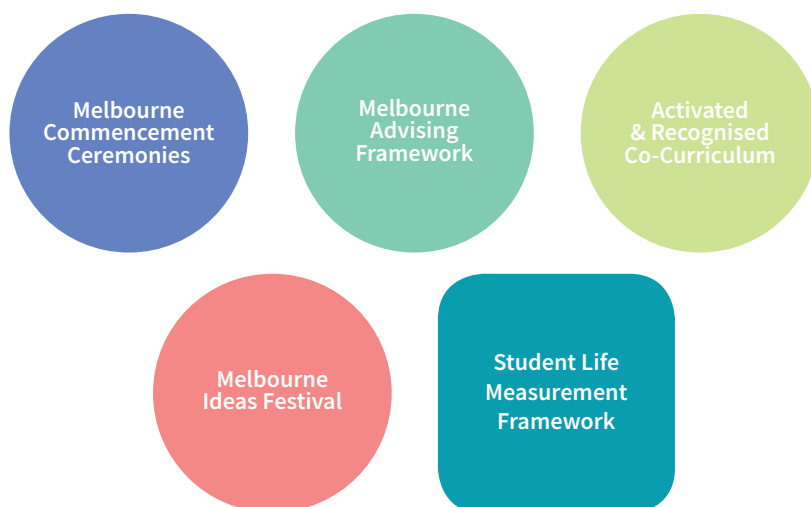 Melbourne
Commencement
Ceremonies
Melbourne
Advising
Framework
Activated
& Recognised
Co-Curriculum
Melbourne
Ideas Festival
Student Life
Measurement
Framework